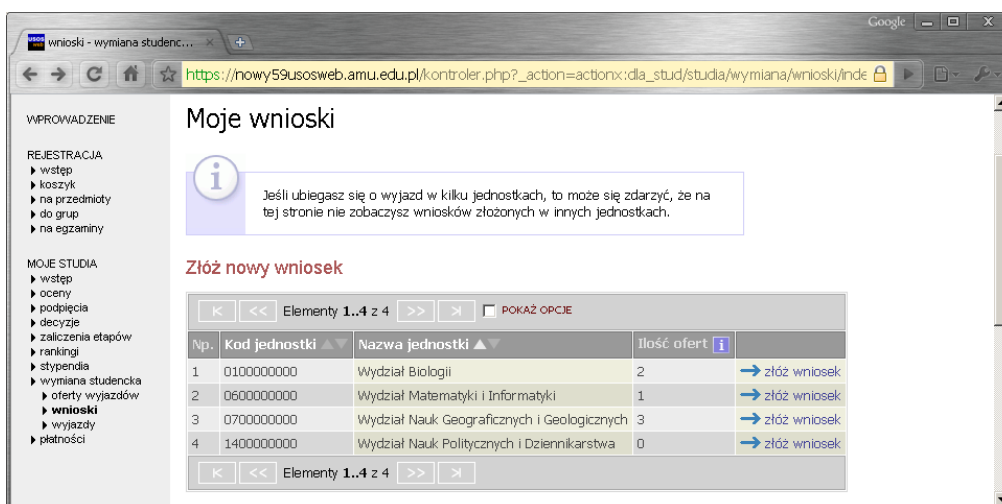 Google
wnioski - wymiana studenc...
https://nowy59usosweb.amu.edu.pl/kontroler.php?_action=actionx:dla_stud/studia/wymiana/wnioski/inde
WPROWADZENIE
REJESTRACJA
wstęp
koszyk
na przedmioty
do grup
na egzaminy
MOJE STUDIA
wstęp
oceny
podpięcia
decyzje
zaliczenia etapów
rankingi
stypendia
wymiana studencka
oferty wyjazdów
wnioski
wyjazdy
płatności
Moje wnioski
Jeśli ubiegasz się o wyjazd w kilku jednostkach, to może się zdarzyć, że na
tej stronie nie zobaczysz wniosków złożonych w innych jednostkach.
Złóż nowy wniosek
K << Elementy 1..4 z 4 >> >| POKAŻ OPCJE
Np. Kod jednostki Nazwa jednostki Ilość ofert i
1 0100000000 Wydział Biologii 2 złóż wniosek
2 0600000000 Wydział Matematyki i Informatyki 1 złóż wniosek
3 0700000000 Wydział Nauk Geograficznych i Geologicznych 3 złóż wniosek
4 1400000000 Wydział Nauk Politycznych i Dziennikarstwa 0 złóż wniosek
K << Elementy 1..4 z 4 >> >|